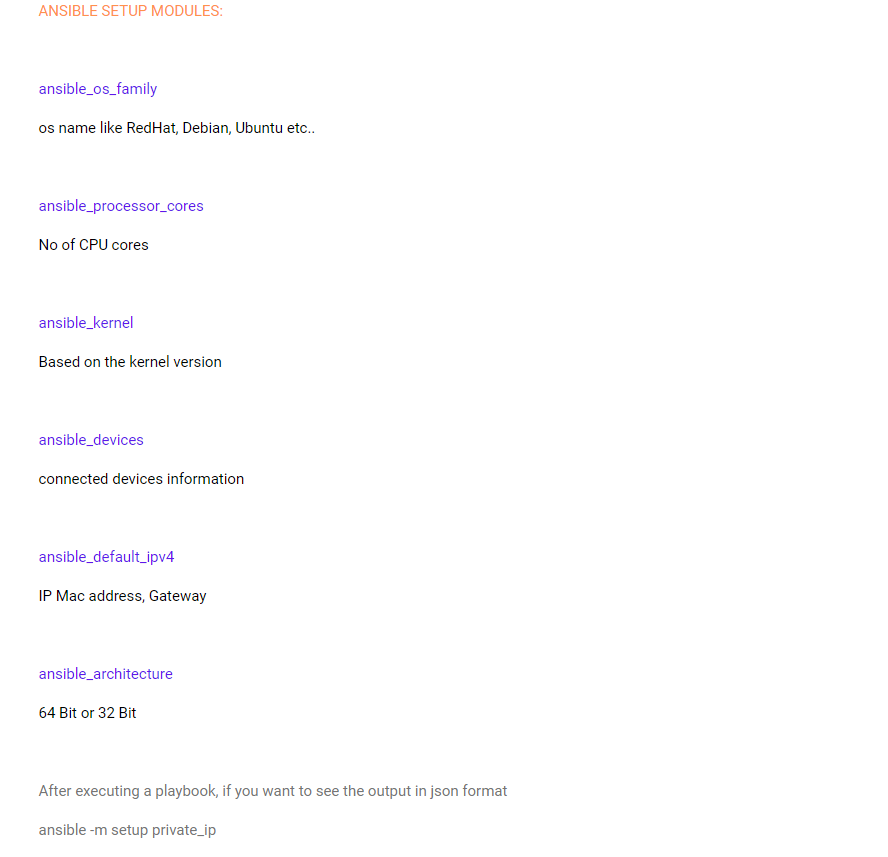 ANSIBLE SETUP MODULES:
ansible_os_family
os name like RedHat, Debian, Ubuntu etc..
ansible_processor_cores
No of CPU cores
ansible_kernel
Based on the kernel version
ansible_devices
connected devices information
ansible_default_ipv4
IP Mac address, Gateway
ansible_architecture
64 Bit or 32 Bit
After executing a playbook, if you want to see the output in json format
ansible -m setup private_ip